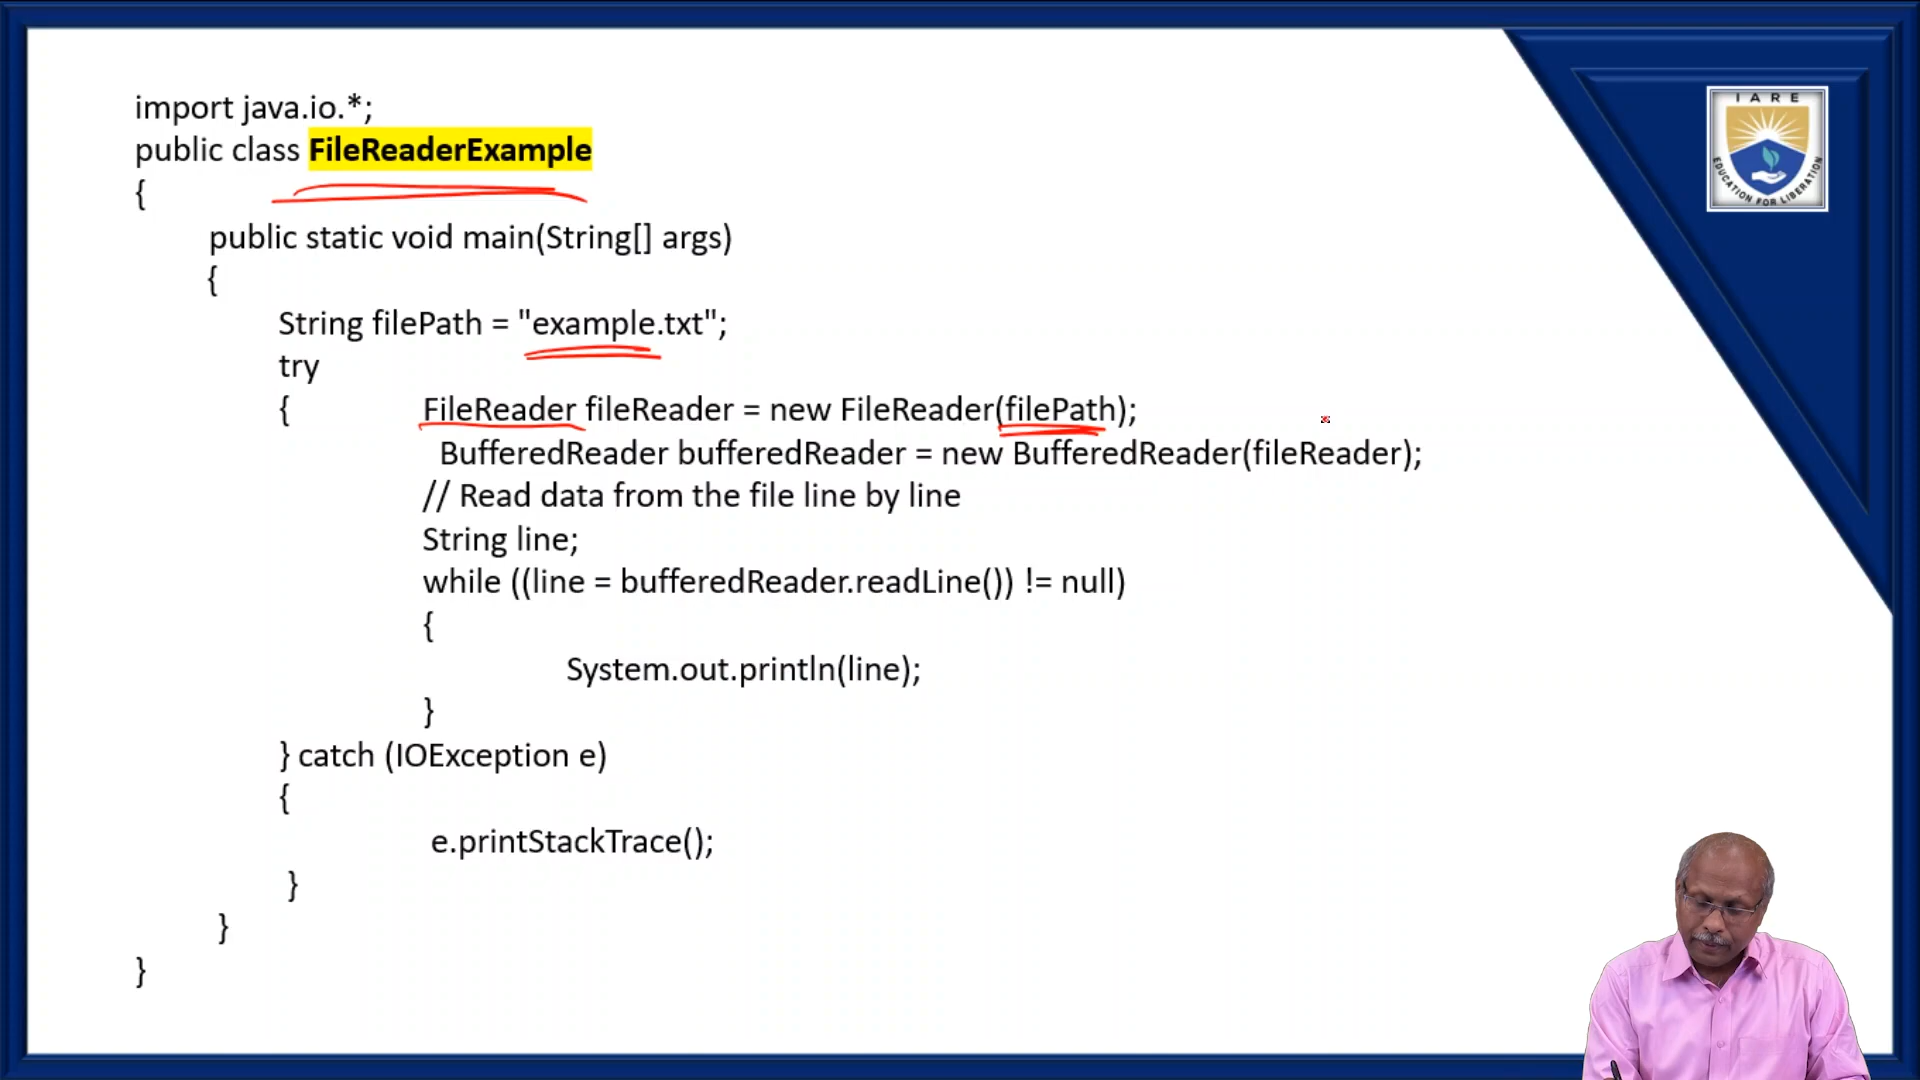 import java.io.*;
public class FileReaderExample
{
public static void main(String[] args)
{
String filePath = "example.txt";
try
{ FileReader fileReader = new FileReader(filePath);
BufferedReader bufferedReader = new BufferedReader(fileReader);
// Read data from the file line by line
String line;
while ((line = bufferedReader.readLine()) != null)
{
System.out.println(line);
}
} catch (IOException e)
{
e.printStackTrace();
}
}
}
IARE
EDUCATION FOR LIBERATION